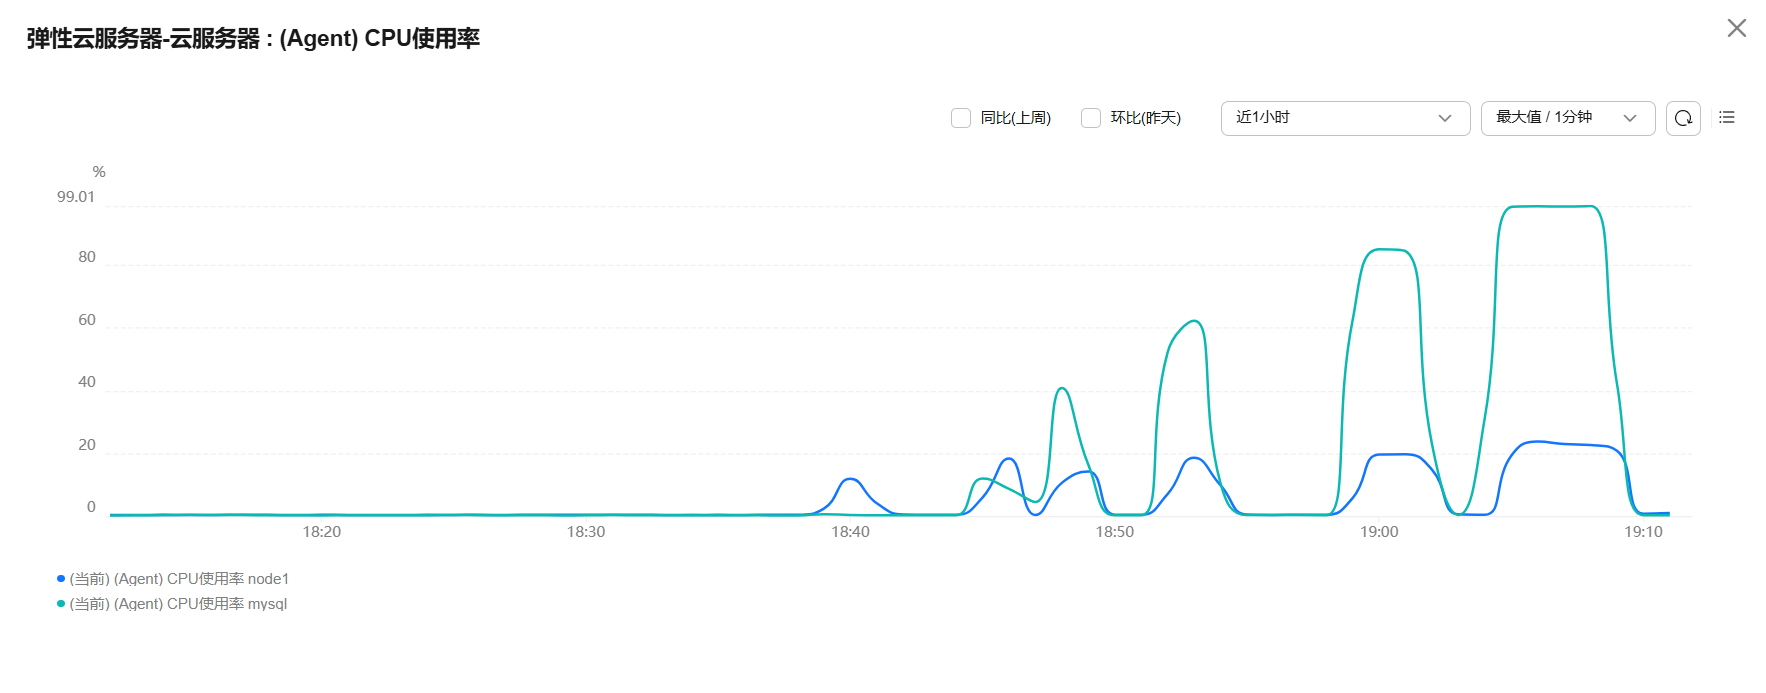 弹性云服务器-云服务器 : (Agent) CPU使用率
同比(上周) 环比(昨天) 近1小时 最大值 / 1分钟
%
99.01
80
60
40
20
0
18:20 18:30 18:40 18:50 19:00 19:10
(当前) (Agent) CPU使用率 node1
(当前) (Agent) CPU使用率 mysql